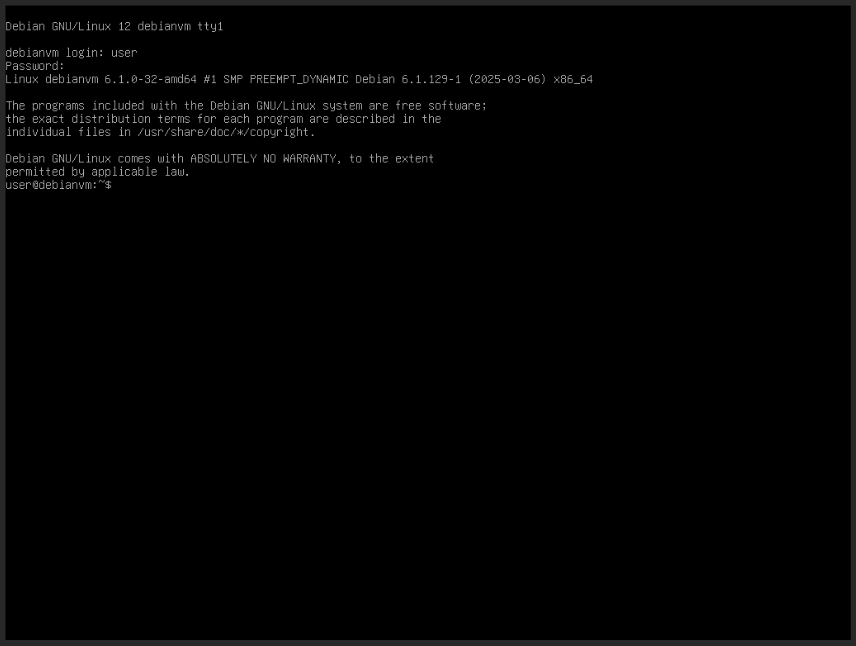 Debian GNU/Linux 12 debianvm tty1
debianvm login: user
Password:
Linux debianvm 6.1.0-32-amd64 #1 SMP PREEMPT_DYNAMIC Debian 6.1.129-1 (2025-03-06) x86_64
The programs included with the Debian GNU/Linux system are free software;
the exact distribution terms for each program are described in the
individual files in /usr/share/doc/*/copyright.
Debian GNU/Linux comes with ABSOLUTELY NO WARRANTY, to the extent
permitted by applicable law.
user@debianvm:~$